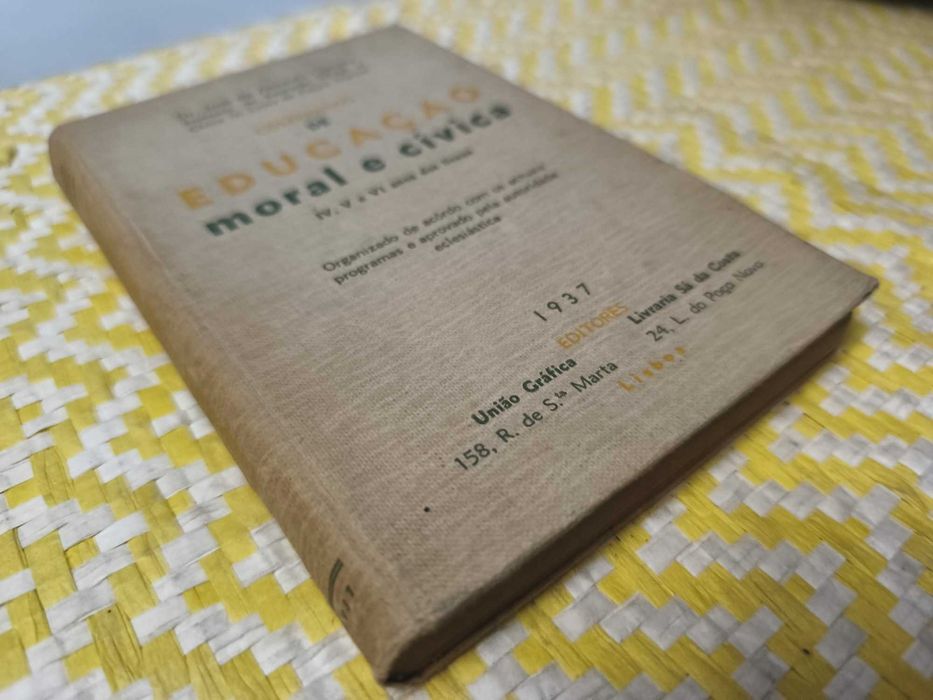 DE
EDUCAÇÃO
moral e cívica
IV, V e VI anos dos liceus
Organizado de acôrdo com os actuais
programas e aprovado pela autoridade
eclesiástica
1937
EDITORES
União Gráfica
158, R. de S.ta Marta
Livraria Sá da Costa
24, L. do Poço Novo
Lisboa